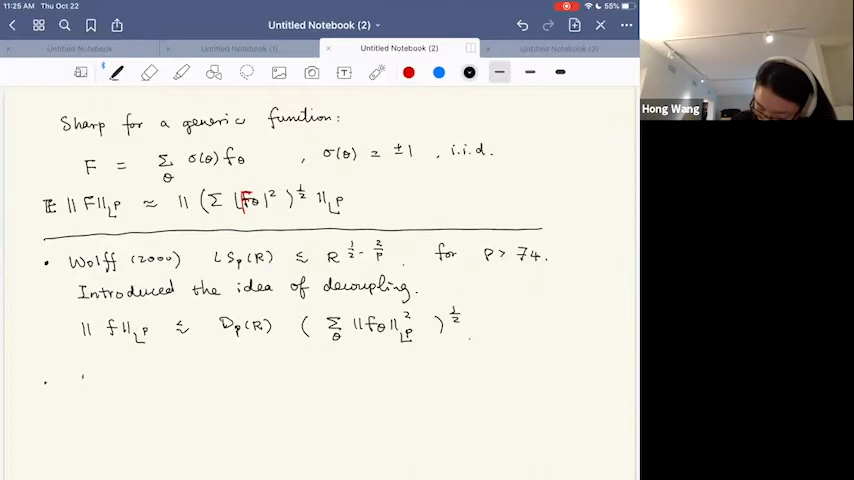 11:25 AM Thu Oct 22
55%
Untitled Notebook (2)
Untitled Notebook
Untitled Notebook (1)
Untitled Notebook (2)
Untitled Notebook (3)
Hong Wang
Sharp for a generic function:
F = Σ_θ σ(θ) f_θ , σ(θ) = ±1 , i.i.d.
𝔼 ‖F‖_{L^p} ≈ ‖ ( Σ |f_θ|² )^{1/2} ‖_{L^p}
• Wolff (2000) LS_p(R) ≲ R^{1/2 - 2/p} for p > 74.
Introduced the idea of decoupling.
‖ f ‖_{L^p} ≲ D_p(R) ( Σ_θ ‖f_θ‖²_{L^p} )^{1/2} .
•